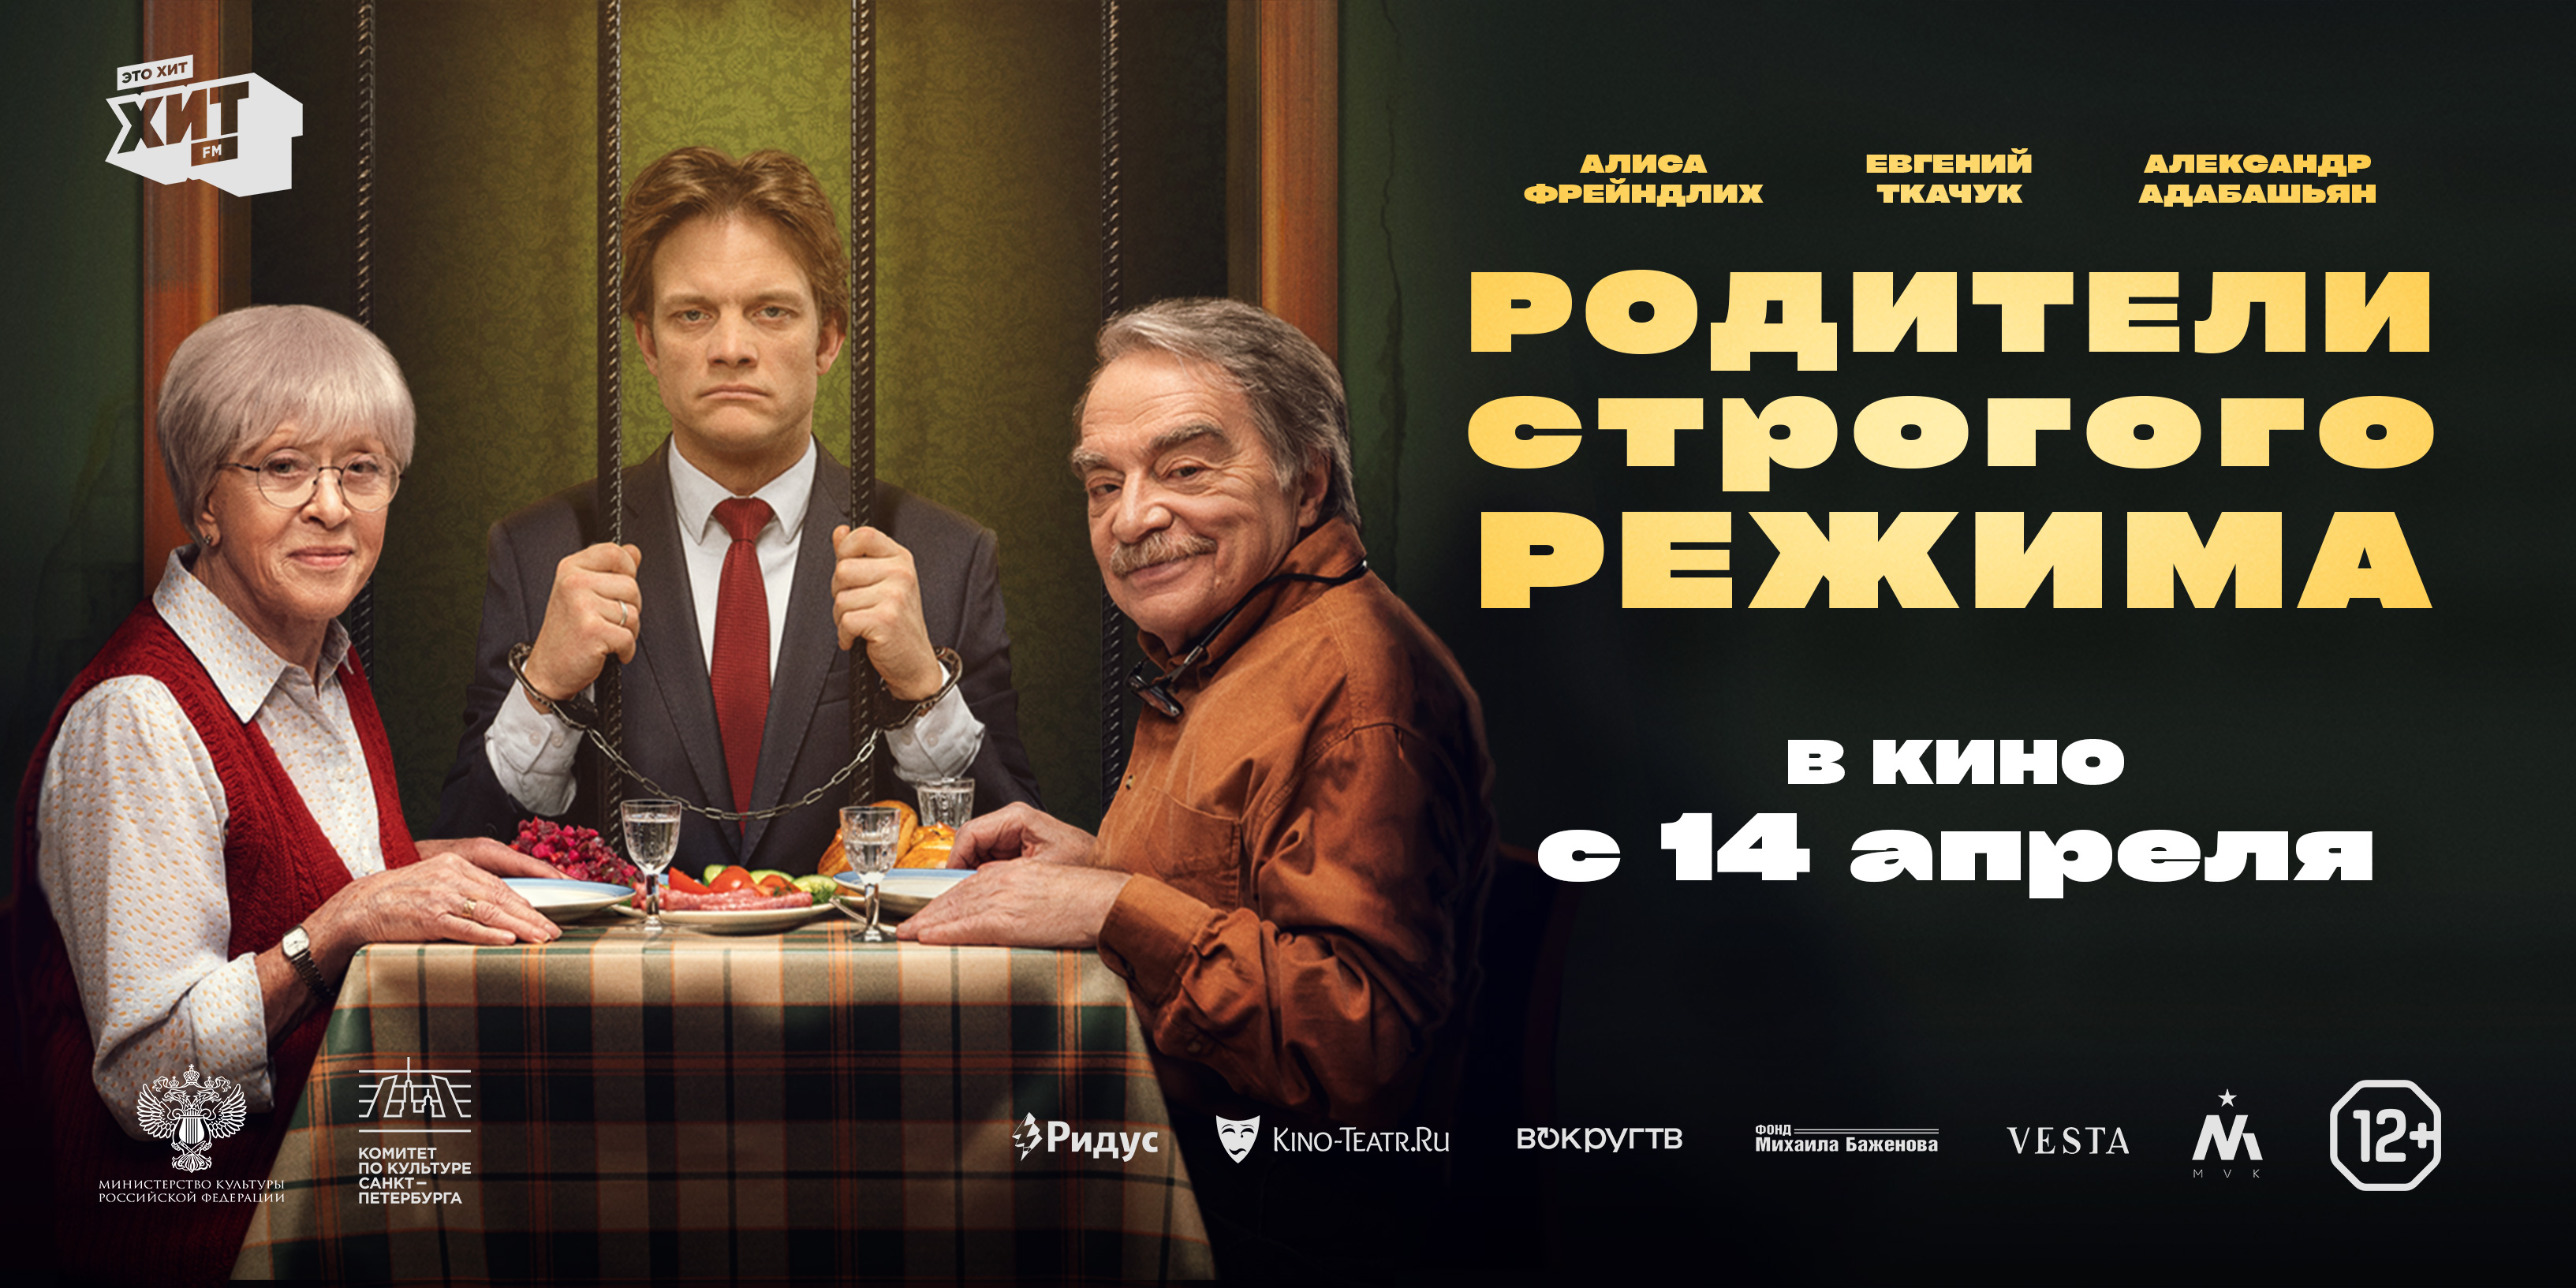 ЭТО ХИТ
ХИТ
FM
АЛИСА
ФРЕЙНДЛИХ
ЕВГЕНИЙ
ТКАЧУК
АЛЕКСАНДР
АДАБАШЬЯН
РОДИТЕЛИ
СТРОГОГО
РЕЖИМА
В КИНО
с 14 апреля
МИНИСТЕРСТВО КУЛЬТУРЫ
РОССИЙСКОЙ ФЕДЕРАЦИИ
КОМИТЕТ
ПО КУЛЬТУРЕ
САНКТ–
ПЕТЕРБУРГА
Ридус
KINO-TEATR.RU
ВОКРУГТВ
ФОНД
Михаила Баженова
VESTA
M V K
12+